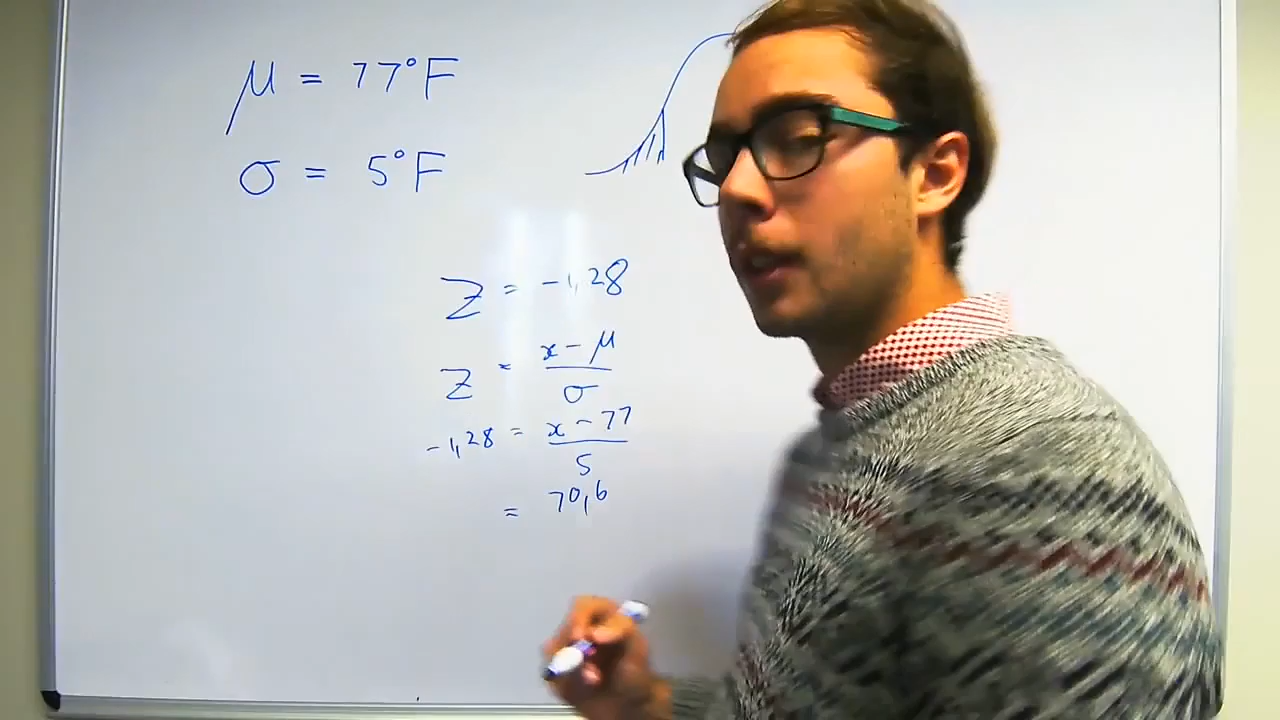 μ = 77°F
σ = 5°F
z = -1,28
z = x - μ / σ
-1,28 = x - 77 / 5
= 70,6